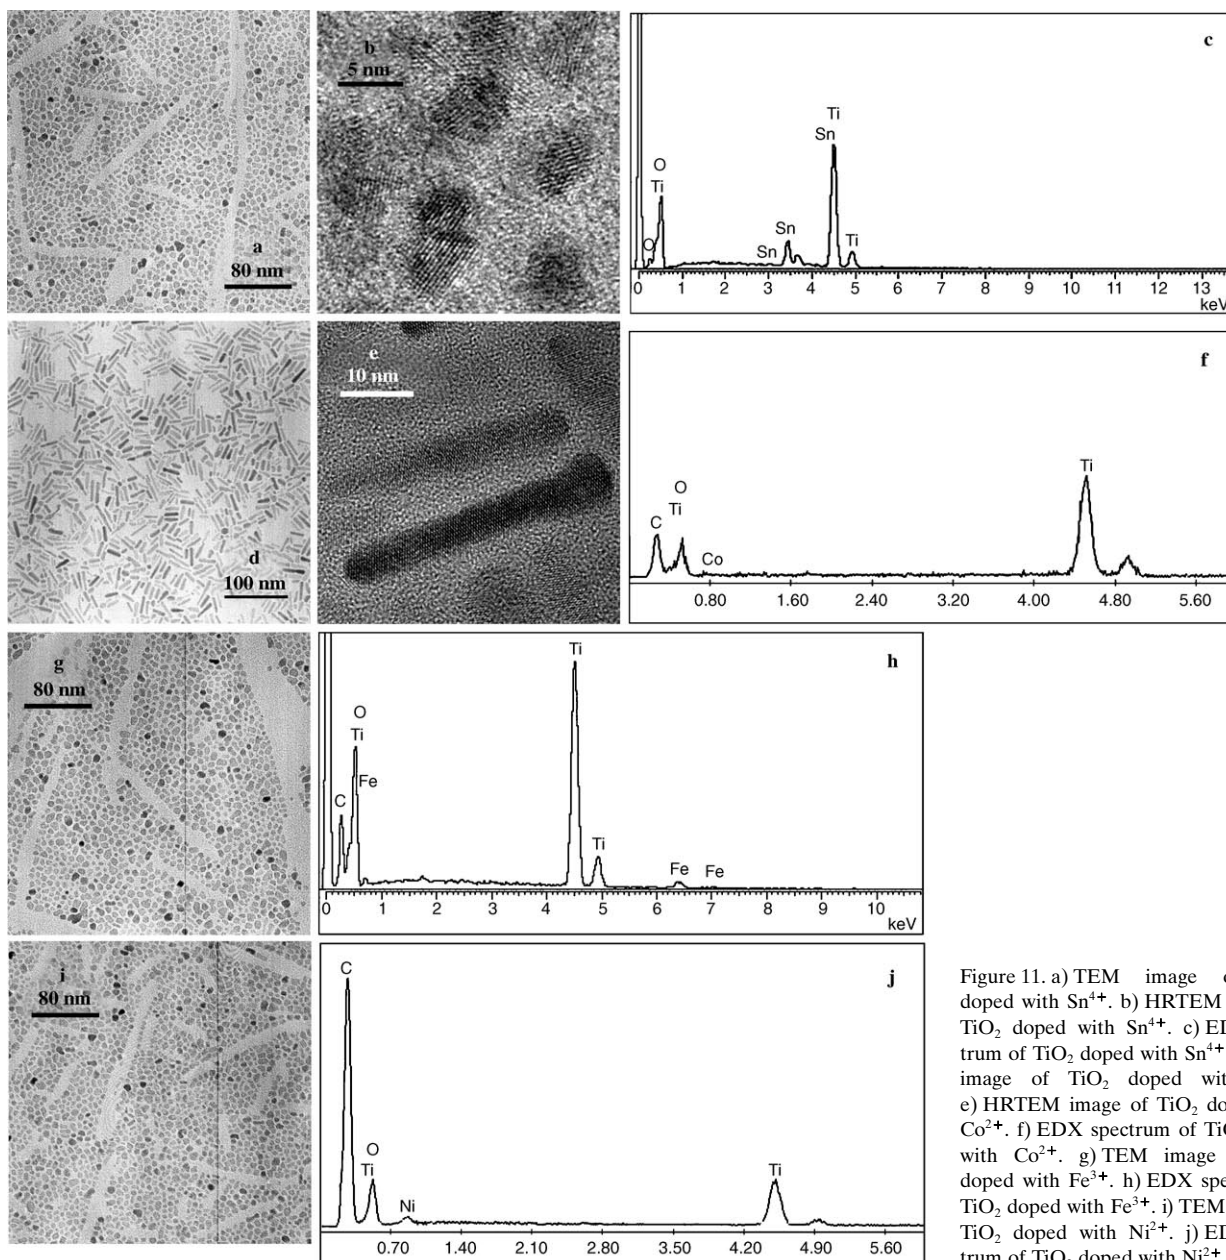 a
80 nm
b
5 nm
c
Ti
Sn
O
Ti
Sn
O
Sn
Ti
0 1 2 3 4 5 6 7 8 9 10 11 12 13
keV
d
100 nm
e
10 nm
f
Ti
O
Ti
C
Co
0.80 1.60 2.40 3.20 4.00 4.80 5.60
g
80 nm
h
Ti
O
Ti
Fe
C
Ti
Fe Fe
0 1 2 3 4 5 6 7 8 9 10
keV
i
80 nm
j
C
O
Ti
Ni
Ti
0.70 1.40 2.10 2.80 3.50 4.20 4.90 5.60
Figure 11. a) TEM image
doped with Sn⁴⁺. b) HRTEM
TiO₂ doped with Sn⁴⁺. c)
trum of TiO₂ doped with Sn⁴⁺
image of TiO₂ doped
e) HRTEM image of TiO₂
Co²⁺. f) EDX spectrum of
with Co²⁺. g) TEM image
doped with Fe³⁺. h) EDX
TiO₂ doped with Fe³⁺. i) TEM
TiO₂ doped with Ni²⁺. j)
trum of TiO₂ doped with Ni²⁺